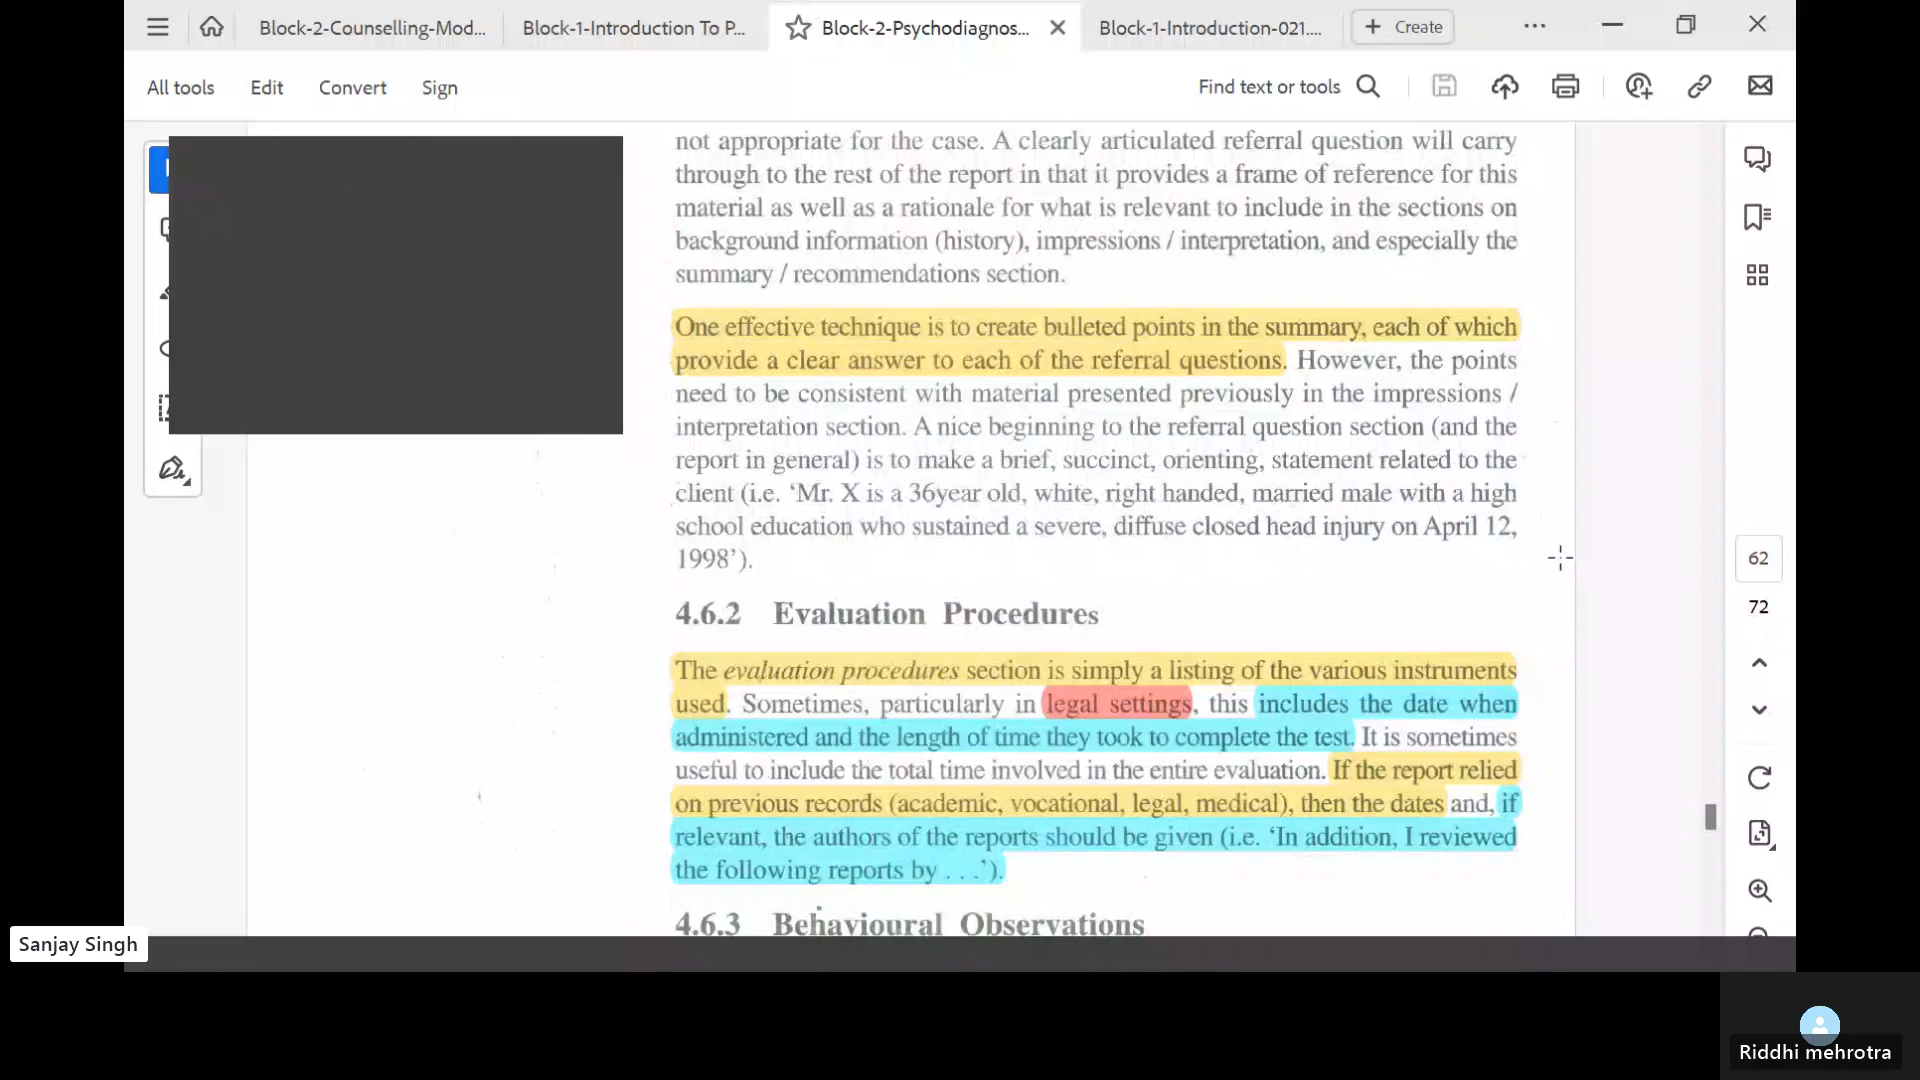 Block-2-Counselling-Mod...
Block-1-Introduction To P...
Block-2-Psychodiagnos...
Block-1-Introduction-021....
Create
All tools
Edit
Convert
Sign
Find text or tools
not appropriate for the case. A clearly articulated referral question will carry
through to the rest of the report in that it provides a frame of reference for this
material as well as a rationale for what is relevant to include in the sections on
background information (history), impressions / interpretation, and especially the
summary / recommendations section.
One effective technique is to create bulleted points in the summary, each of which
provide a clear answer to each of the referral questions. However, the points
need to be consistent with material presented previously in the impressions /
interpretation section. A nice beginning to the referral question section (and the
report in general) is to make a brief, succinct, orienting, statement related to the
client (i.e. ‘Mr. X is a 36year old, white, right handed, married male with a high
school education who sustained a severe, diffuse closed head injury on April 12,
1998’).
4.6.2 Evaluation Procedures
The evaluation procedures section is simply a listing of the various instruments
used. Sometimes, particularly in legal settings, this includes the date when
administered and the length of time they took to complete the test. It is sometimes
useful to include the total time involved in the entire evaluation. If the report relied
on previous records (academic, vocational, legal, medical), then the dates and, if
relevant, the authors of the reports should be given (i.e. ‘In addition, I reviewed
the following reports by . . .’).
4.6.3 Behavioural Observations
62
72
Sanjay Singh
Riddhi mehrotra